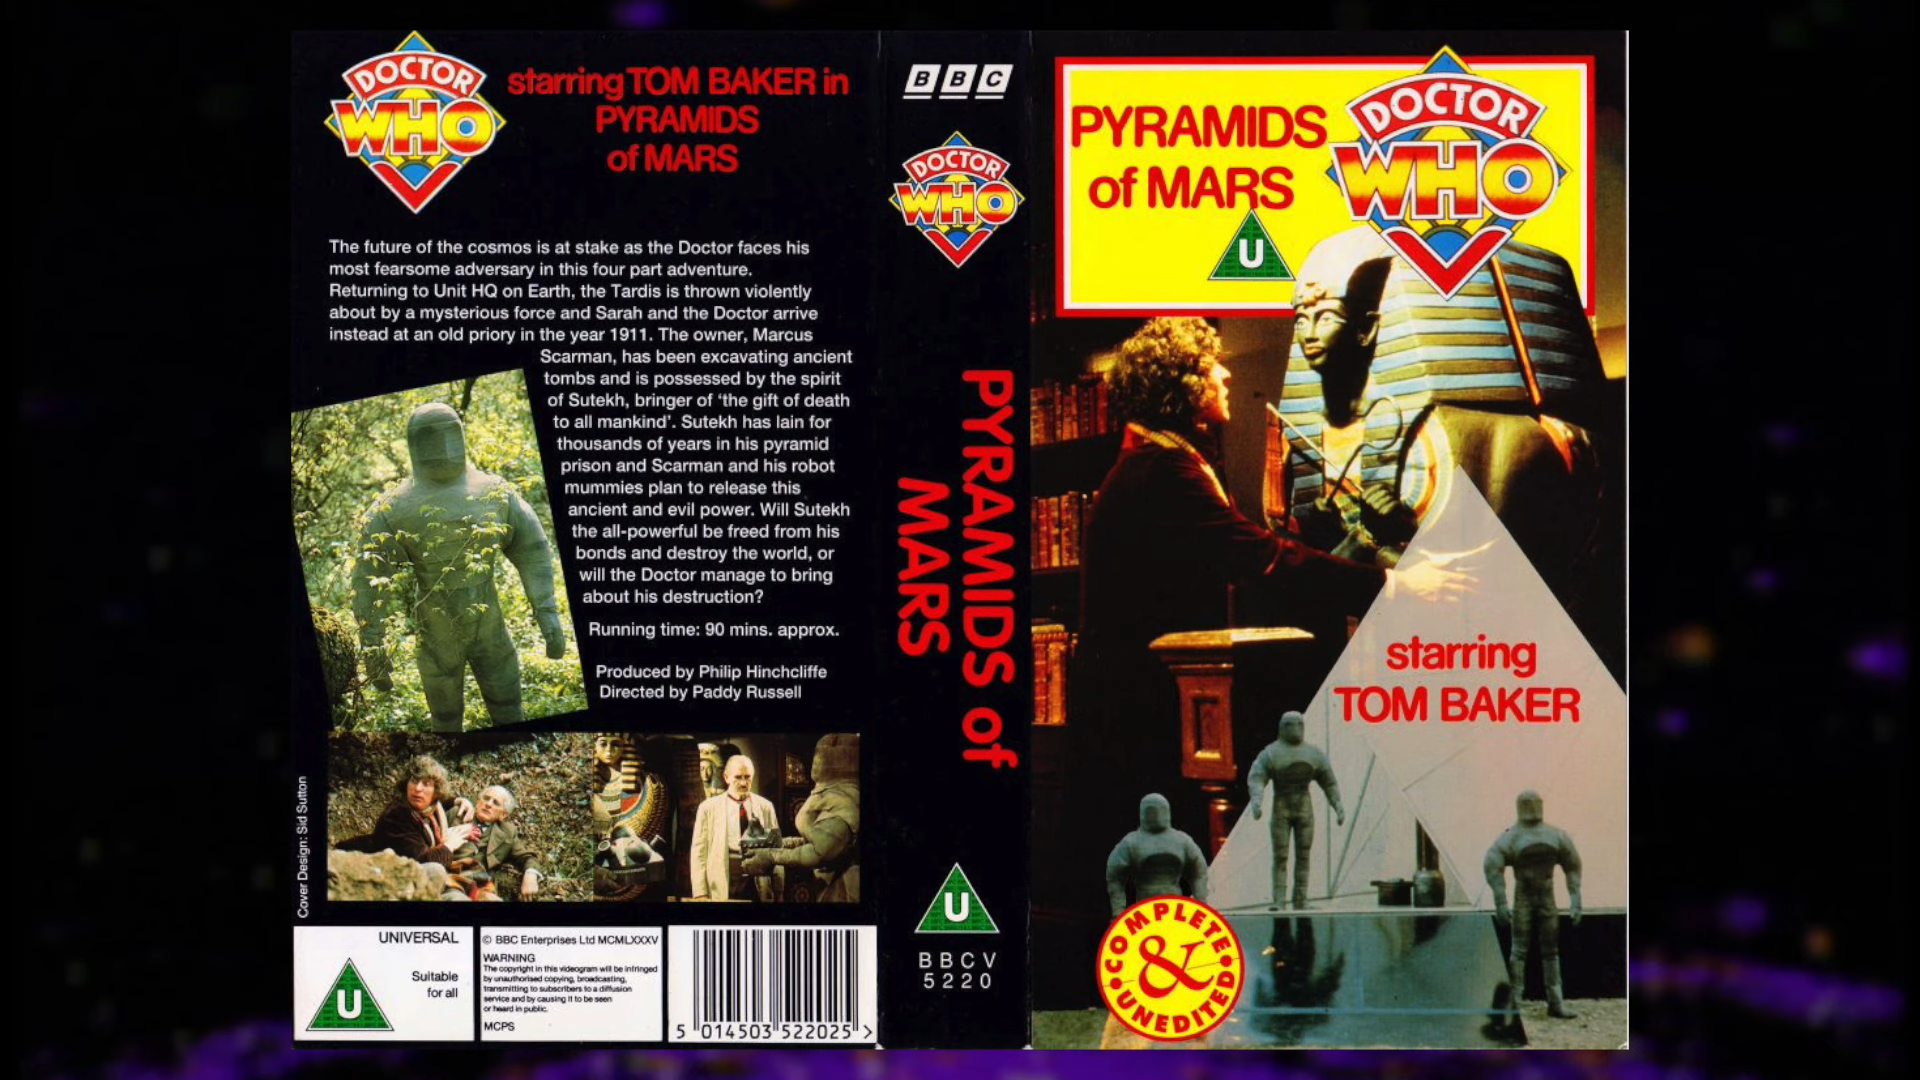 DOCTOR
WHO
starring TOM BAKER in
PYRAMIDS
of MARS
The future of the cosmos is at stake as the Doctor faces his
most fearsome adversary in this four part adventure.
Returning to Unit HQ on Earth, the Tardis is thrown violently
about by a mysterious force and Sarah and the Doctor arrive
instead at an old priory in the year 1911. The owner, Marcus
Scarman, has been excavating ancient
tombs and is possessed by the spirit
of Sutekh, bringer of ‘the gift of death
to all mankind’. Sutekh has lain for
thousands of years in his pyramid
prison and Scarman and his robot
mummies plan to release this
ancient and evil power. Will Sutekh
the all-powerful be freed from his
bonds and destroy the world, or
will the Doctor manage to bring
about his destruction?
Running time: 90 mins. approx.
Produced by Philip Hinchcliffe
Directed by Paddy Russell
Cover Design: Sid Sutton
UNIVERSAL
Suitable
for all
U
© BBC Enterprises Ltd MCMLXXXV
WARNING
The copyright in this videogram will be infringed
by unauthorised copying, broadcasting,
transmitting to subscribers to a diffusion
service and by causing it to be seen
or heard in public.
MCPS
5 014503 522025 >
BBC
DOCTOR
WHO
PYRAMIDS of
MARS
U
BBCV
5220
PYRAMIDS
of MARS
DOCTOR
WHO
U
starring
TOM BAKER
COMPLETE
&
UNEDITED